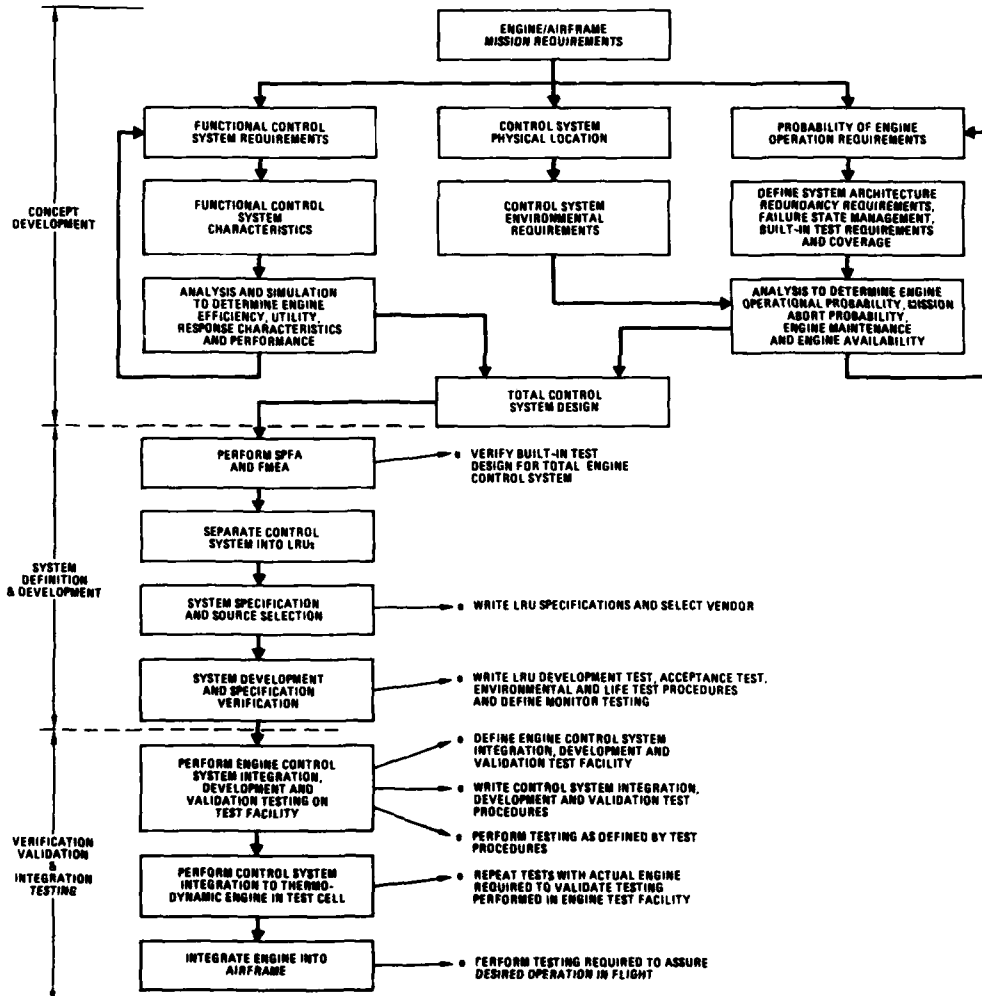 ENGINE/AIRFRAME
MISSION REQUIREMENTS
FUNCTIONAL CONTROL
SYSTEM REQUIREMENTS
CONTROL SYSTEM
PHYSICAL LOCATION
PROBABILITY OF ENGINE
OPERATION REQUIREMENTS
CONCEPT
DEVELOPMENT
FUNCTIONAL CONTROL
SYSTEM
CHARACTERISTICS
CONTROL SYSTEM
ENVIRONMENTAL
REQUIREMENTS
DEFINE SYSTEM ARCHITECTURE
REDUNDANCY REQUIREMENTS,
FAILURE STATE MANAGEMENT,
BUILT-IN TEST REQUIREMENTS
AND COVERAGE
ANALYSIS AND SIMULATION
TO DETERMINE ENGINE
EFFICIENCY, UTILITY,
RESPONSE CHARACTERISTICS
AND PERFORMANCE
ANALYSIS TO DETERMINE ENGINE
OPERATIONAL PROBABILITY, MISSION
ABORT PROBABILITY,
ENGINE MAINTENANCE
AND ENGINE AVAILABILITY
TOTAL CONTROL
SYSTEM DESIGN
SYSTEM
DEFINITION
& DEVELOPMENT
PERFORM SPFA
AND FMEA
• VERIFY BUILT-IN TEST
DESIGN FOR TOTAL ENGINE
CONTROL SYSTEM
SEPARATE CONTROL
SYSTEM INTO LRUs
SYSTEM SPECIFICATION
AND SOURCE SELECTION
• WRITE LRU SPECIFICATIONS AND SELECT VENDOR
SYSTEM DEVELOPMENT
AND SPECIFICATION
VERIFICATION
• WRITE LRU DEVELOPMENT TEST, ACCEPTANCE TEST,
ENVIRONMENTAL AND LIFE TEST PROCEDURES
AND DEFINE MONITOR TESTING
VERIFICATION
VALIDATION
&
INTEGRATION
TESTING
PERFORM ENGINE CONTROL
SYSTEM INTEGRATION,
DEVELOPMENT AND
VALIDATION TESTING ON
TEST FACILITY
• DEFINE ENGINE CONTROL SYSTEM
INTEGRATION, DEVELOPMENT AND
VALIDATION TEST FACILITY
• WRITE CONTROL SYSTEM INTEGRATION,
DEVELOPMENT AND VALIDATION TEST
PROCEDURES
• PERFORM TESTING AS DEFINED BY TEST
PROCEDURES
PERFORM CONTROL SYSTEM
INTEGRATION TO THERMO-
DYNAMIC ENGINE IN TEST CELL
• REPEAT TESTS WITH ACTUAL ENGINE
REQUIRED TO VALIDATE TESTING
PERFORMED IN ENGINE TEST FACILITY
INTEGRATE ENGINE INTO
AIRFRAME
• PERFORM TESTING REQUIRED TO ASSURE
DESIRED OPERATION IN FLIGHT